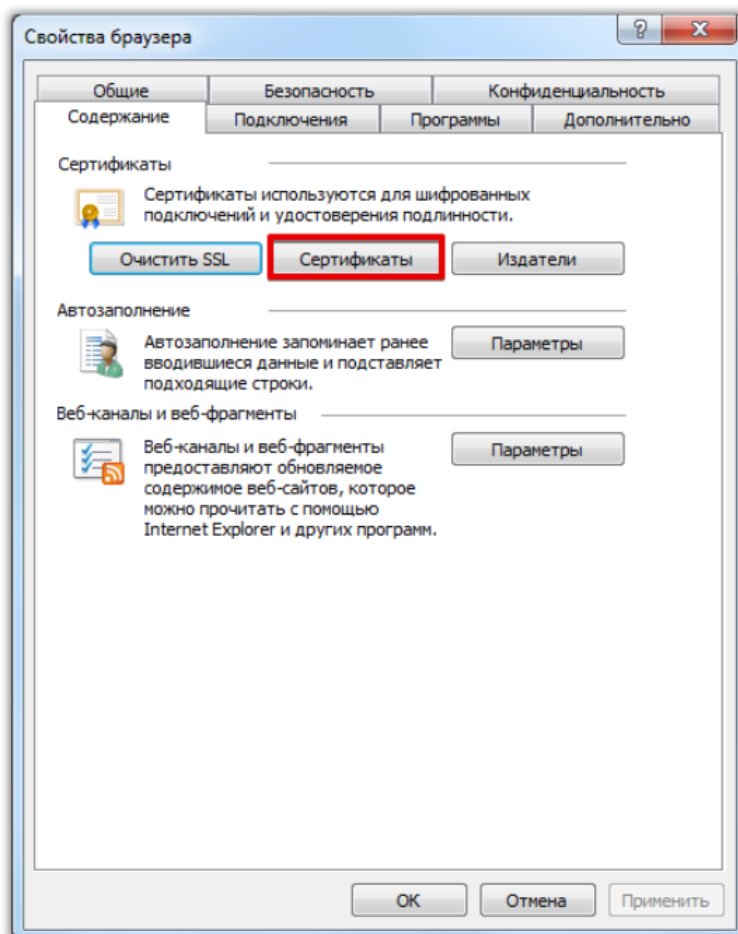 Свойства браузера
Общие Безопасность Конфиденциальность
Содержание Подключения Программы Дополнительно
Сертификаты
Сертификаты используются для шифрованных
подключений и удостоверения подлинности.
Очистить SSL Сертификаты Издатели
Автозаполнение
Автозаполнение запоминает ранее
вводившиеся данные и подставляет
подходящие строки.
Параметры
Веб-каналы и веб-фрагменты
Веб-каналы и веб-фрагменты
предоставляют обновляемое
содержимое веб-сайтов, которое
можно прочитать с помощью
Internet Explorer и других программ.
Параметры
ОК Отмена Применить